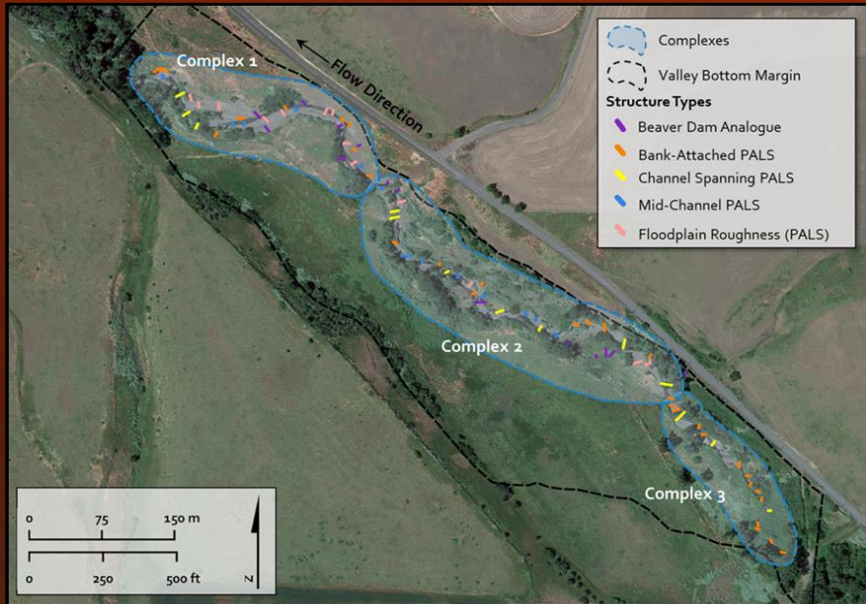 Complex 1
Flow Direction
Complex 2
Complex 3
Complexes
Valley Bottom Margin
Structure Types
Beaver Dam Analogue
Bank-Attached PALS
Channel Spanning PALS
Mid-Channel PALS
Floodplain Roughness (PALS)
0 75 150 m
0 250 500 ft
N